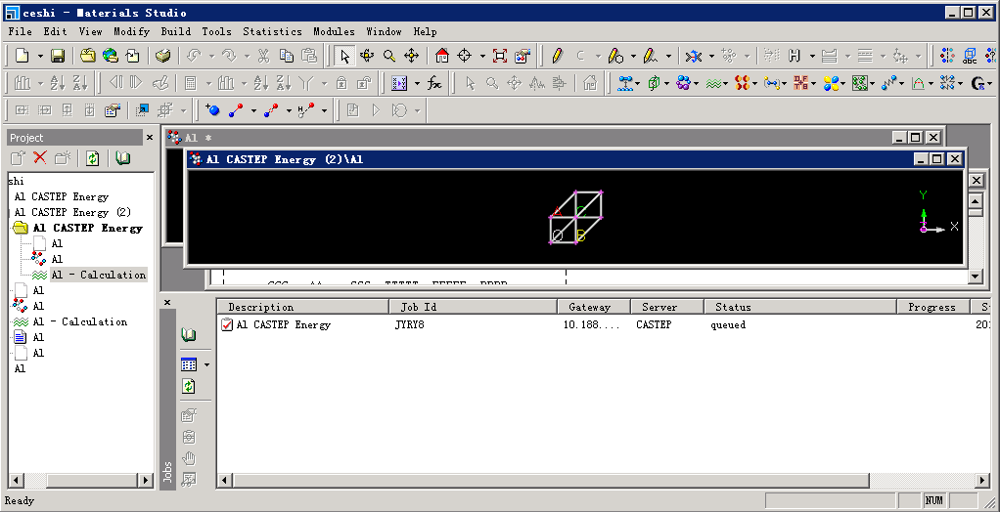 ceshi - Materials Studio
File Edit View Modify Build Tools Statistics Modules Window Help
Project
shi
Al CASTEP Energy
Al CASTEP Energy (2)
Al CASTEP Energy
Al
Al
Al - Calculation
Al
Al
Al - Calculation
Al
Al
Al
Al *
Al CASTEP Energy (2)\Al
A
C
O
B
Y
Z
X
Jobs
Description Job Id Gateway Server Status Progress S
Al CASTEP Energy JYRY8 10.188.... CASTEP queued 201
Ready
NUM